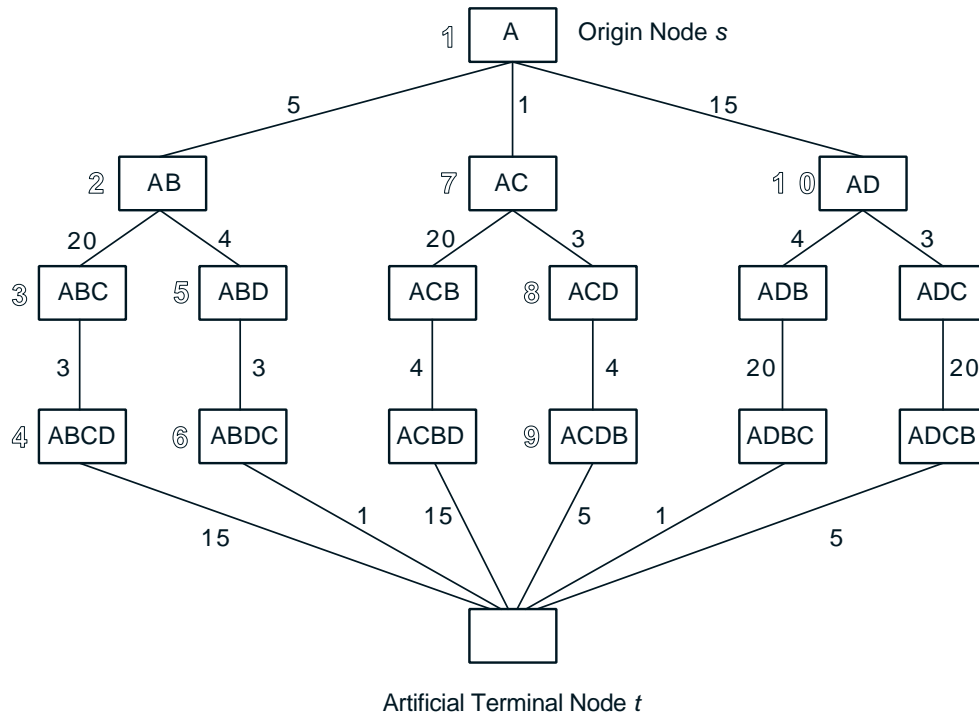 1 A Origin Node s
5 1 15
2 AB 7 AC 1 0 AD
20 4 20 3 4 3
3 ABC 5 ABD ACB 8 ACD ADB ADC
3 3 4 4 20 20
4 ABCD 6 ABDC ACBD 9 ACDB ADBC ADCB
15 1 15 5 1 5
Artificial Terminal Node t